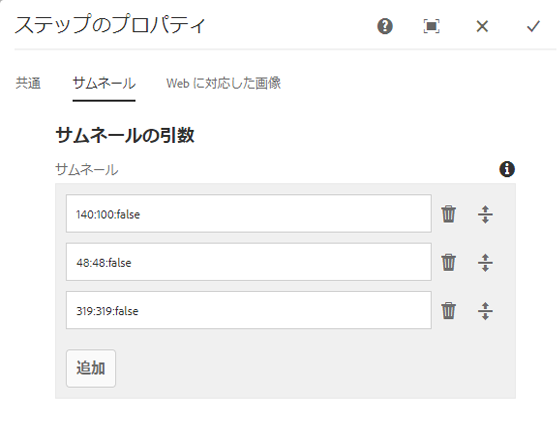 ステップのプロパティ
共通 サムネール Web に対応した画像
サムネールの引数
サムネール
140:100:false
48:48:false
319:319:false
追加